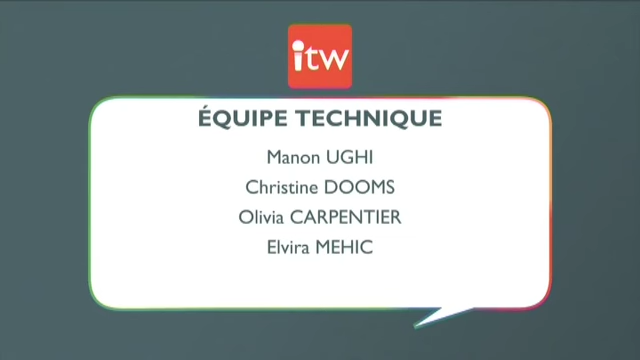 itw
ÉQUIPE TECHNIQUE
Manon UGHI
Christine DOOMS
Olivia CARPENTIER
Elvira MEHIC